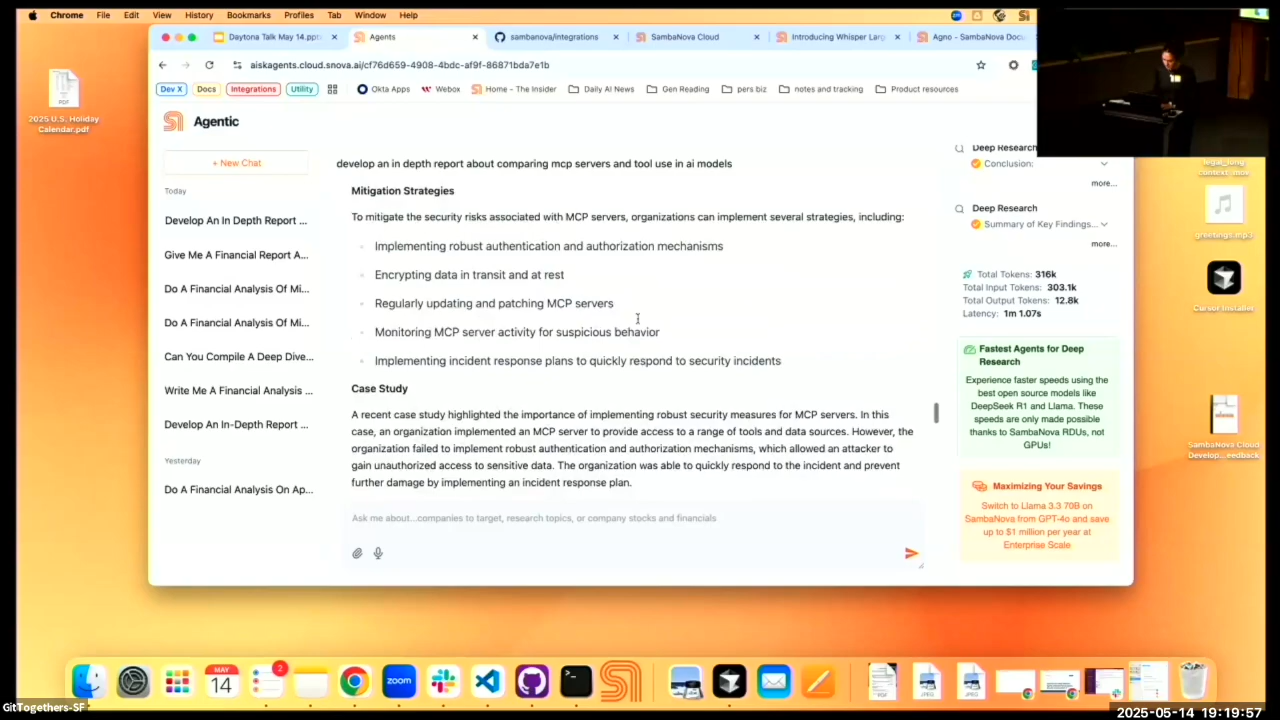 Chrome File Edit View History Bookmarks Profiles Tab Window Help
Daytona Talk May 14.ppt
Agents
sambanova/integrations
SambaNova Cloud
Introducing Whisper Larg
Agno - SambaNova Docu
aiskagents.cloud.snova.ai/cf76d659-4908-4bdc-af9f-86871bda7e1b
Dev X Docs Integrations Utility Okta Apps Webox Home - The Insider Daily AI News Gen Reading pers biz notes and tracking Product resources
PDF
2025 U.S. Holiday
Calendar.pdf
Agentic
+ New Chat
Today
Develop An In Depth Report ...
Give Me A Financial Report A...
Do A Financial Analysis Of Mi...
Do A Financial Analysis Of Mi...
Can You Compile A Deep Dive...
Write Me A Financial Analysis ...
Develop An In-Depth Report ...
Yesterday
Do A Financial Analysis On Ap...
develop an in depth report about comparing mcp servers and tool use in ai models
Mitigation Strategies
To mitigate the security risks associated with MCP servers, organizations can implement several strategies, including:
Implementing robust authentication and authorization mechanisms
Encrypting data in transit and at rest
Regularly updating and patching MCP servers
Monitoring MCP server activity for suspicious behavior
Implementing incident response plans to quickly respond to security incidents
Case Study
A recent case study highlighted the importance of implementing robust security measures for MCP servers. In this
case, an organization implemented an MCP server to provide access to a range of tools and data sources. However, the
organization failed to implement robust authentication and authorization mechanisms, which allowed an attacker to
gain unauthorized access to sensitive data. The organization was able to quickly respond to the incident and prevent
further damage by implementing an incident response plan.
Ask me about...companies to target, research topics, or company stocks and financials
Deep Research
Conclusion:
more...
Deep Research
Summary of Key Findings...
more...
Total Tokens: 316k
Total Input Tokens: 303.1k
Total Output Tokens: 12.8k
Latency: 1m 1.07s
Fastest Agents for Deep
Research
Experience faster speeds using the
best open source models like
DeepSeek R1 and Llama. These
speeds are only made possible
thanks to SambaNova RDUs, not
GPUs!
Maximizing Your Savings
Switch to Llama 3.3 70B on
SambaNova from GPT-4o and save
up to $1 million per year at
Enterprise Scale
legal_long
context_.mov
greetings.mp3
Cursor Installer
SambaNova Cloud
Develop...eedback
MAY
14
2
zoom
PDF
JPEG
JPEG
GitTogethers-SF
2025-05-14 19:19:57